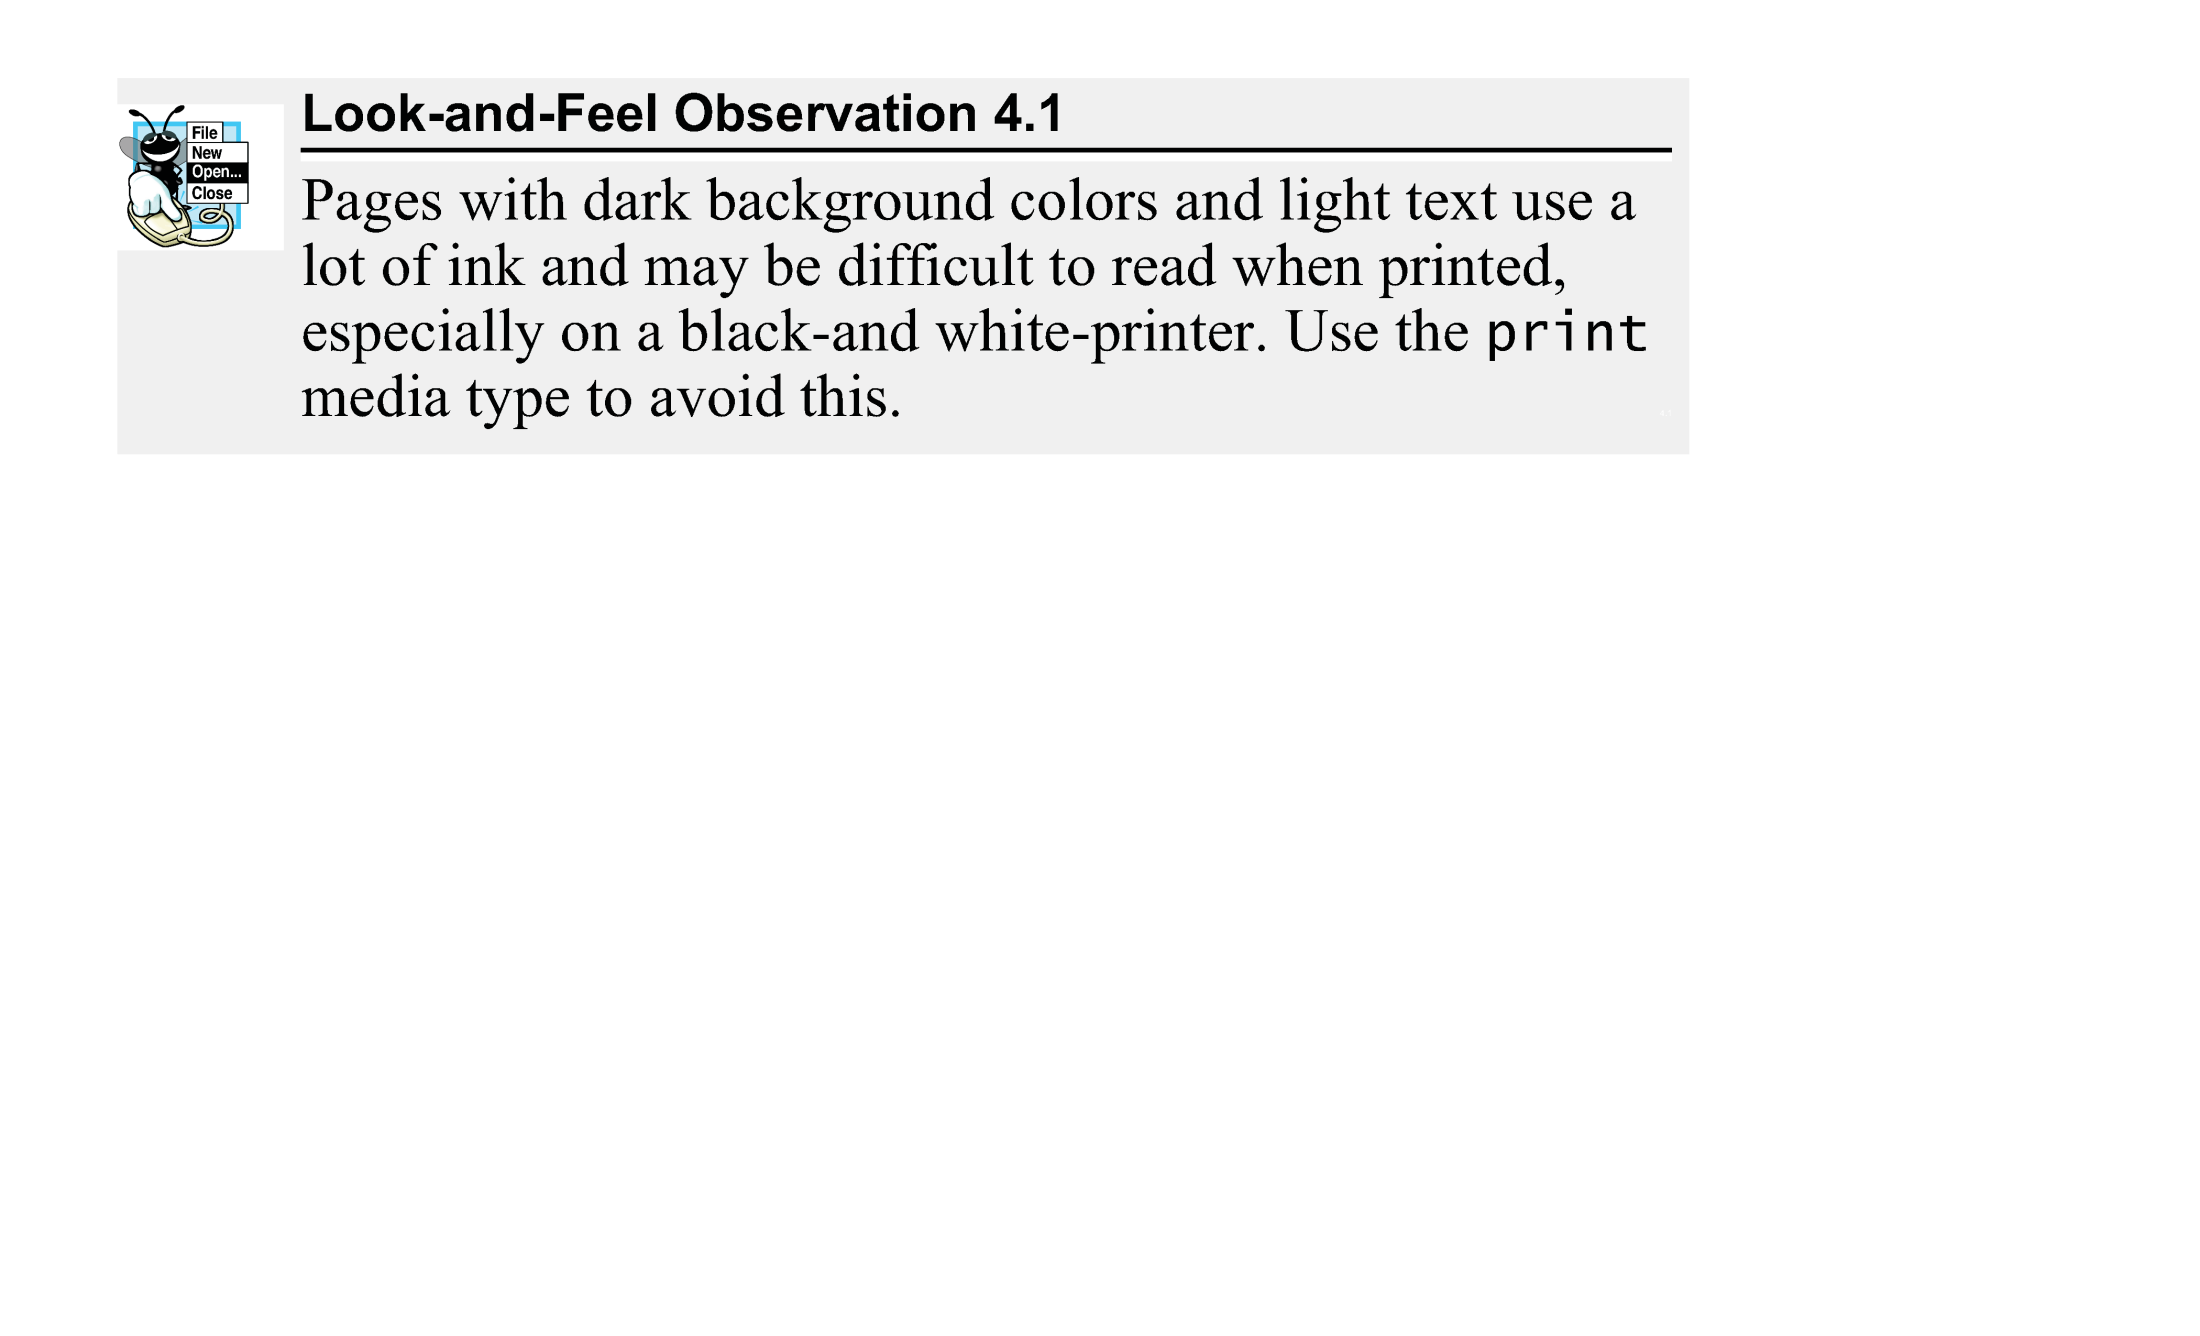 Look-and-Feel Observation 4.1
File
New
Open...
Close
Pages with dark background colors and light text use a
lot of ink and may be difficult to read when printed,
especially on a black-and white-printer. Use the print
media type to avoid this.